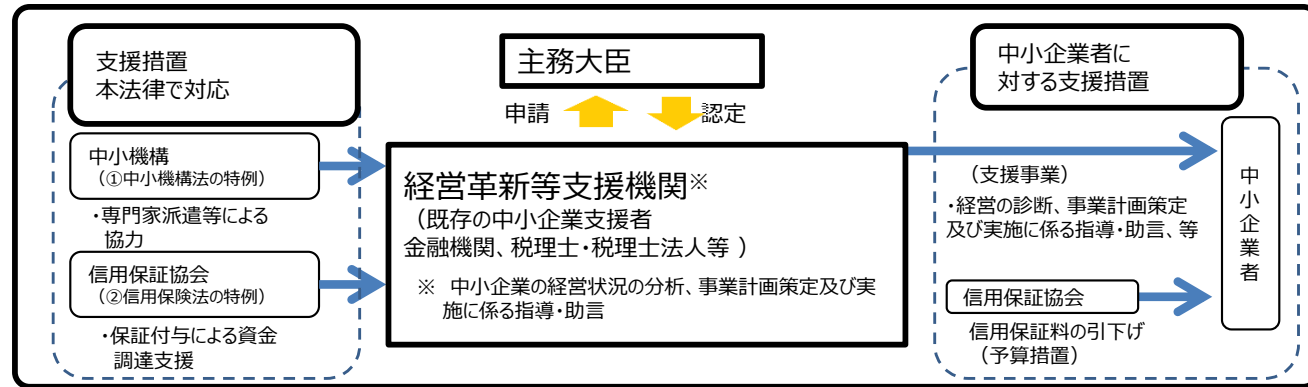 支援措置
本法律で対応
中小機構
（①中小機構法の特例）
・専門家派遣等による
協力
信用保証協会
（②信用保険法の特例）
・保証付与による資金
調達支援
主務大臣
申請
認定
経営革新等支援機関※
（既存の中小企業支援者
金融機関、税理士・税理士法人等 ）
※ 中小企業の経営状況の分析、事業計画策定及び実
施に係る指導・助言
中小企業者に
対する支援措置
（支援事業）
・経営の診断、事業計画策定
及び実施に係る指導・助言、等
信用保証協会
信用保証料の引下げ
（予算措置）
中小企業者